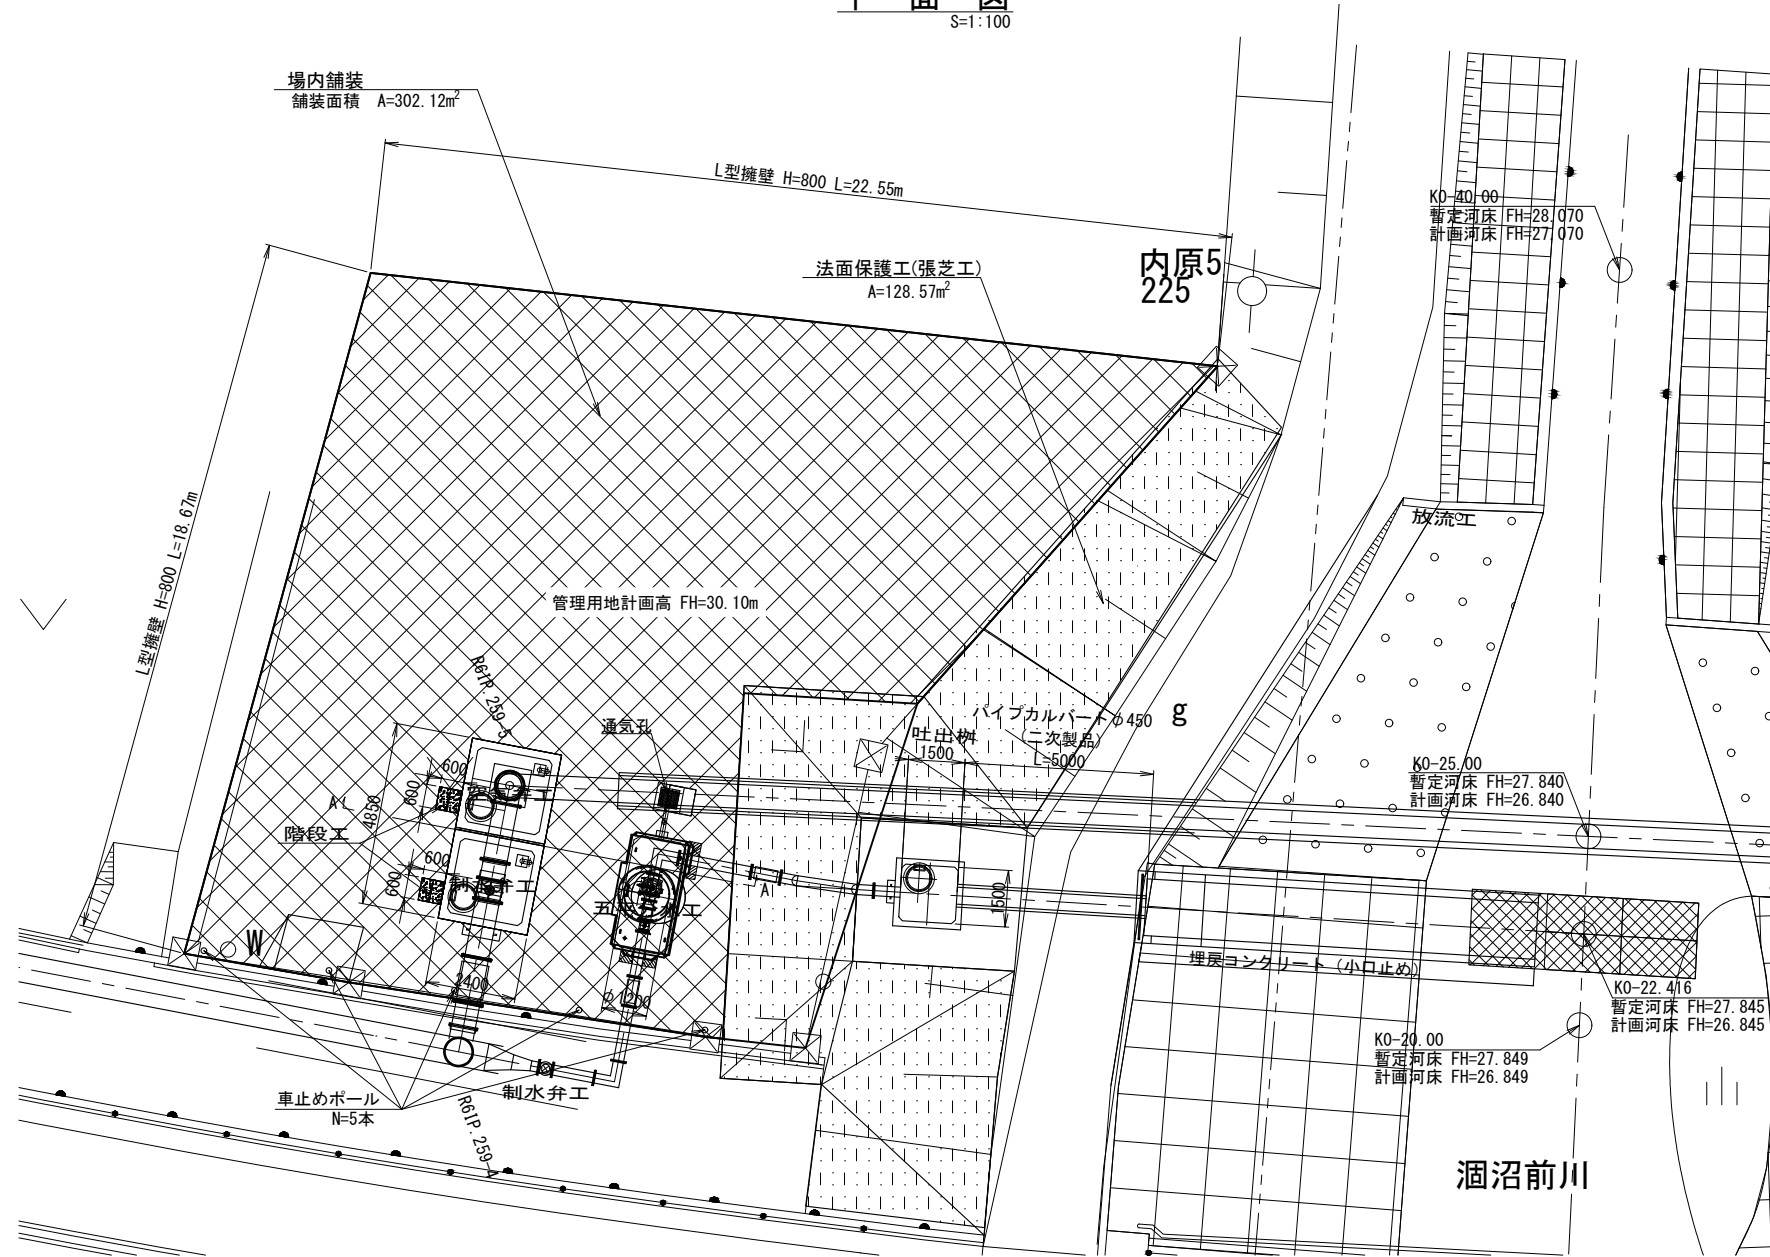 平面図
S=1:100
場内舗装
舗装面積 A=302.12m²
L型擁壁 H=800 L=22.55m
法面保護工(張芝工)
A=128.57m²
内原5
225
K0-40.00
暫定河床 FH=28.070
計画河床 FH=27.070
L型擁壁 H=800 L=18.67m
放流工
管理用地計画高 FH=30.10m
R6IP.259-5
通気孔
パイプカルバートφ450
(二次製品)
L=5000
g
吐出桝
1500
K0-25.00
暫定河床 FH=27.840
計画河床 FH=26.840
600
600
4850
階段工
600
600
制水弁工
A
1500
W
2400
φ1200
埋戻コンクリート（小口止め）
K0-22.416
暫定河床 FH=27.845
計画河床 FH=26.845
K0-20.00
暫定河床 FH=27.849
計画河床 FH=26.849
車止めポール
N=5本
制水弁工
R6IP.259-4
涸沼前川